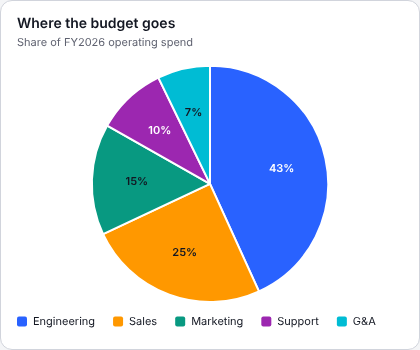 Where the budget goes
Share of FY2026 operating spend
7%
10%
43%
15%
25%
Engineering Sales Marketing Support G&A